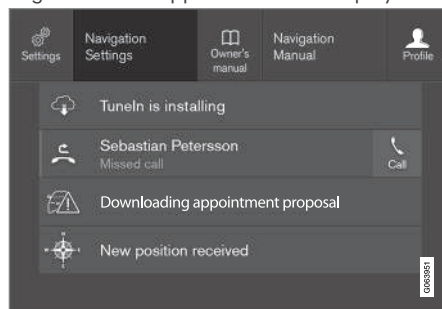 Settings
Navigation
Settings
Owner's
manual
Navigation
Manual
Profile
TuneIn is installing
Sebastian Petersson
Missed call
Call
Downloading appointment proposal
New position received
G063951